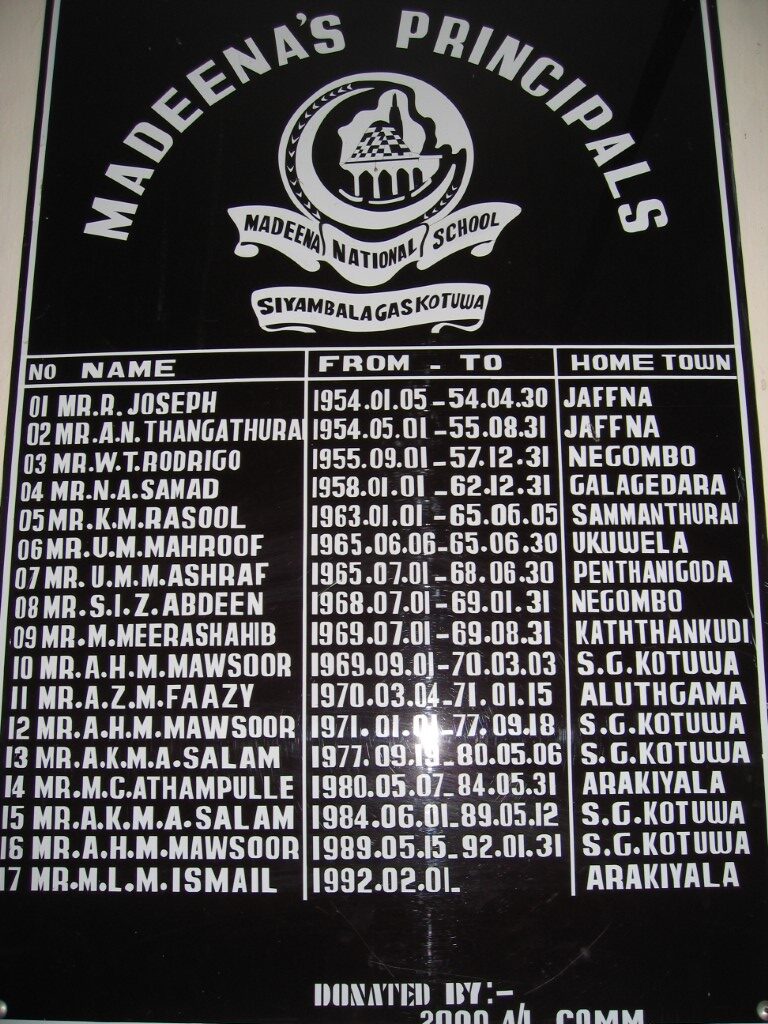 MADEENA'S PRINCIPALS
MADEENA NATIONAL SCHOOL
SIYAMBALAGASKOTUWA
NO NAME FROM - TO HOME TOWN
01 MR.R. JOSEPH 1954.01.05 - 54.04.30 JAFFNA
02 MR.A.N. THANGATHURAI 1954.05.01 - 55.08.31 JAFFNA
03 MR.W.T.RODRIGO 1955.09.01 - 57.12.31 NEGOMBO
04 MR.N.A.SAMAD 1958.01.01 - 62.12.31 GALAGEDARA
05 MR.K.M.RASOOL 1963.01.01 - 65.06.05 SAMMANTHURAI
06 MR.U.M.MAHROOF 1965.06.06 - 65.06.30 UKUWELA
07 MR. U.M.M.ASHRAF 1965.07.01 - 68.06.30 PENTHANIGODA
08 MR.S.I.Z.ABDEEN 1968.07.01 - 69.01.31 NEGOMBO
09 MR.M.MEERASHAHIB 1969.07.01 - 69.08.31 KATHTHANKUDI
10 MR.A.H.M.MAWSOOR 1969.09.01 - 70.03.03 S.G.KOTUWA
11 MR.A.Z.M.FAAZY 1970.03.04 - 71.01.15 ALUTHGAMA
12 MR.A.H.M.MAWSOOR 1971.01.01 - 77.09.18 S.G.KOTUWA
13 MR.A.K.M.A.SALAM 1977.09.19 - 80.05.06 S.G.KOTUWA
14 MR.M.C.ATHAMPULLE 1980.05.07 - 84.05.31 ARAKIYALA
15 MR.A.K.M.A.SALAM 1984.06.01 - 89.05.12 S.G.KOTUWA
16 MR.A.H.M.MAWSOOR 1989.05.15 - 92.01.31 S.G.KOTUWA
17 MR.M.L.M.ISMAIL 1992.02.01 - ARAKIYALA
DONATED BY:-
2000 A/L COMM